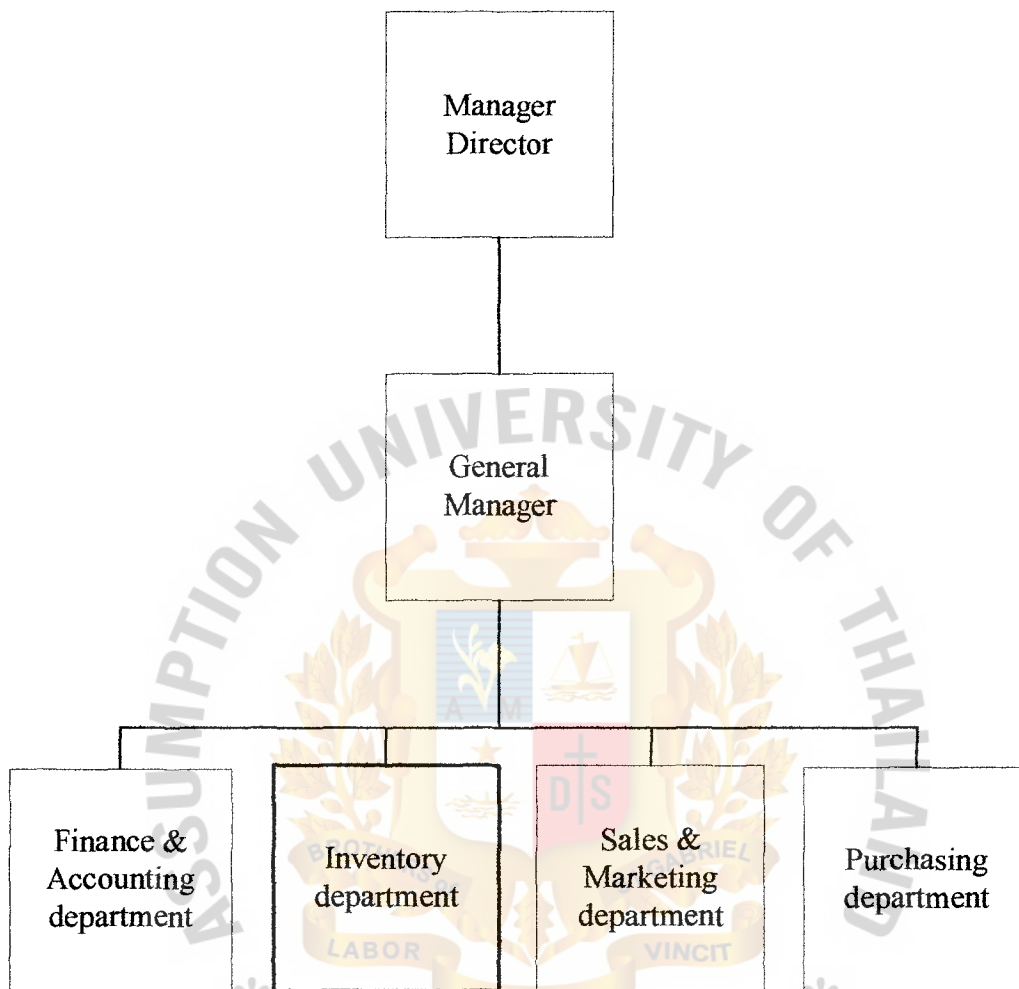 Manager
Director
ASSUMPTION UNIVERSITY OF THAILAND
General
Manager
A M
D S
Finance &
Accounting
department
Inventory
department
Sales &
Marketing
department
Purchasing
department
GABRIEL
LABOR
VINCIT